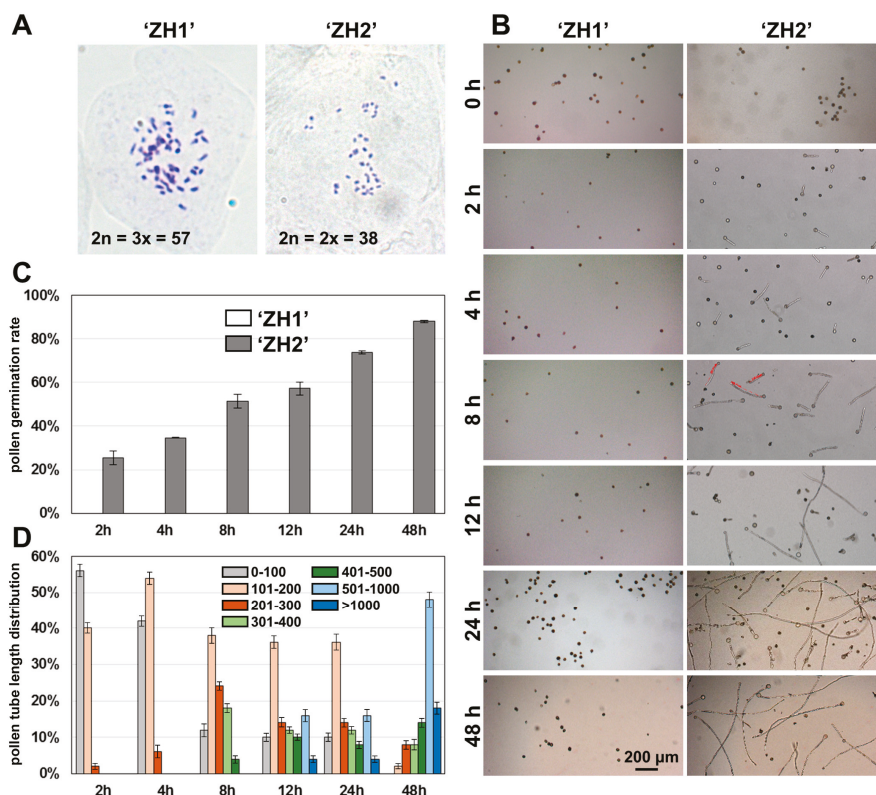 A
'ZH1'
'ZH2'
2n = 3x = 57
2n = 2x = 38
B
'ZH1'
'ZH2'
0 h
2 h
4 h
8 h
12 h
24 h
48 h
200 µm
C
100%
80%
60%
40%
20%
0%
pollen germination rate
'ZH1'
'ZH2'
2h 4h 8h 12h 24h 48h
D
60%
50%
40%
30%
20%
10%
0%
pollen tube length distribution
0-100
101-200
201-300
301-400
401-500
501-1000
>1000
2h 4h 8h 12h 24h 48h